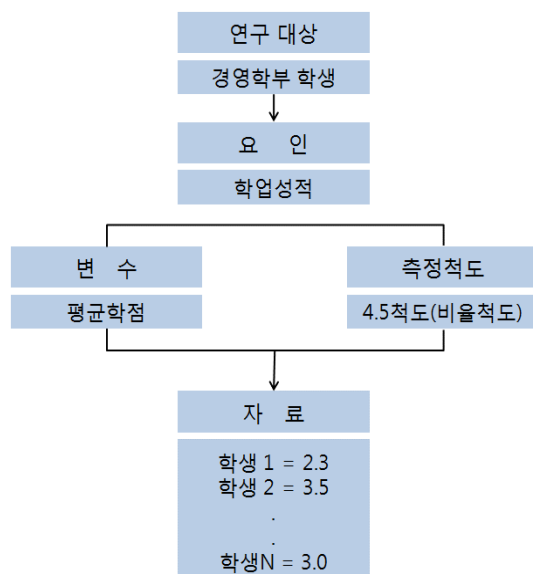 연구 대상
경영학부 학생
요 인
학업성적
변 수
측정척도
평균학점
4.5척도(비율척도)
자 료
학생 1 = 2.3
학생 2 = 3.5
.
.
학생N = 3.0